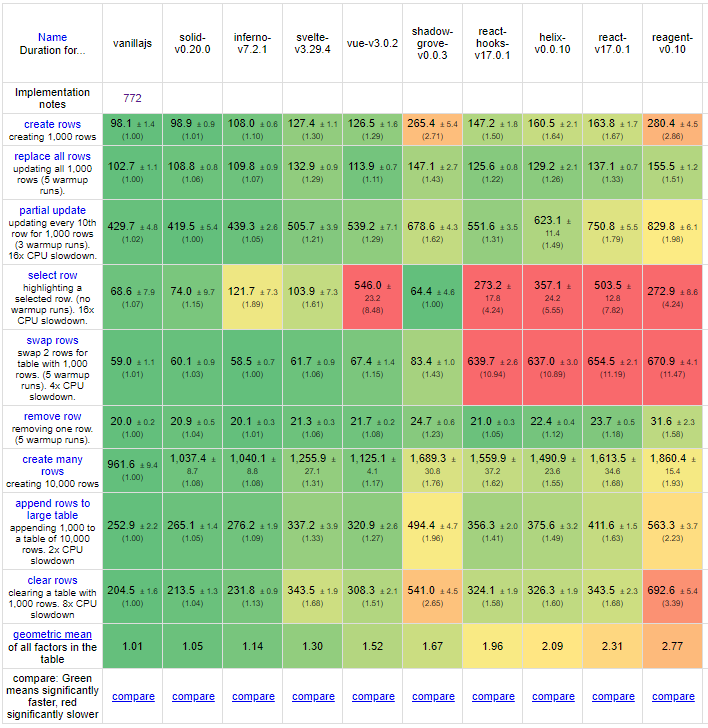 Name
Duration for...
vanillajs
solid-
v0.20.0
inferno-
v7.2.1
svelte-
v3.29.4
vue-v3.0.2
shadow-
grove-
v0.0.3
react-
hooks-
v17.0.1
helix-
v0.0.10
react-
v17.0.1
reagent-
v0.10
Implementation
notes
772
create rows
creating 1,000 rows
98.1 ± 1.4
(1.00)
98.9 ± 0.9
(1.01)
108.0 ± 0.6
(1.10)
127.4 ± 1.1
(1.30)
126.5 ± 1.6
(1.29)
265.4 ± 5.4
(2.71)
147.2 ± 1.8
(1.50)
160.5 ± 2.1
(1.64)
163.8 ± 1.7
(1.67)
280.4 ± 4.5
(2.86)
replace all rows
updating all 1,000
rows (5 warmup
runs).
102.7 ± 1.1
(1.00)
108.8 ± 0.8
(1.06)
109.8 ± 0.9
(1.07)
132.9 ± 0.9
(1.29)
113.9 ± 0.7
(1.11)
147.1 ± 2.7
(1.43)
125.6 ± 0.8
(1.22)
129.2 ± 2.1
(1.26)
137.1 ± 0.7
(1.33)
155.5 ± 1.2
(1.51)
partial update
updating every 10th
row for 1,000 rows
(3 warmup runs).
16x CPU slowdown.
429.7 ± 4.8
(1.02)
419.5 ± 5.4
(1.00)
439.3 ± 2.6
(1.05)
505.7 ± 3.9
(1.21)
539.2 ± 7.1
(1.29)
678.6 ± 4.3
(1.62)
551.6 ± 3.5
(1.31)
623.1 ±
11.4
(1.49)
750.8 ± 5.5
(1.79)
829.8 ± 6.1
(1.98)
select row
highlighting a
selected row. (no
warmup runs). 16x
CPU slowdown.
68.6 ± 7.9
(1.07)
74.0 ± 9.7
(1.15)
121.7 ± 7.3
(1.89)
103.9 ± 7.3
(1.61)
546.0 ±
23.2
(8.48)
64.4 ± 4.6
(1.00)
273.2 ±
17.8
(4.24)
357.1 ±
24.2
(5.55)
503.5 ±
12.8
(7.82)
272.9 ± 8.6
(4.24)
swap rows
swap 2 rows for
table with 1,000
rows. (5 warmup
runs). 4x CPU
slowdown.
59.0 ± 1.1
(1.01)
60.1 ± 0.9
(1.03)
58.5 ± 0.7
(1.00)
61.7 ± 0.9
(1.06)
67.4 ± 1.4
(1.15)
83.4 ± 1.0
(1.43)
639.7 ± 2.6
(10.94)
637.0 ± 3.0
(10.89)
654.5 ± 2.1
(11.19)
670.9 ± 4.1
(11.47)
remove row
removing one row.
(5 warmup runs).
20.0 ± 0.2
(1.00)
20.9 ± 0.5
(1.04)
20.1 ± 0.3
(1.01)
21.3 ± 0.3
(1.06)
21.7 ± 0.2
(1.08)
24.7 ± 0.6
(1.23)
21.0 ± 0.3
(1.05)
22.4 ± 0.4
(1.12)
23.7 ± 0.5
(1.18)
31.6 ± 2.3
(1.58)
create many
rows
creating 10,000 rows
961.6 ± 9.4
(1.00)
1,037.4 ±
8.7
(1.08)
1,040.1 ±
8.8
(1.08)
1,255.9 ±
27.1
(1.31)
1,125.1 ±
4.1
(1.17)
1,689.3 ±
30.8
(1.76)
1,559.9 ±
37.2
(1.62)
1,490.9 ±
23.6
(1.55)
1,613.5 ±
34.6
(1.68)
1,860.4 ±
15.4
(1.93)
append rows to
large table
appending 1,000 to
a table of 10,000
rows. 2x CPU
slowdown
252.9 ± 2.2
(1.00)
265.1 ± 1.4
(1.05)
276.2 ± 1.9
(1.09)
337.2 ± 3.9
(1.33)
320.9 ± 2.6
(1.27)
494.4 ± 4.7
(1.96)
356.3 ± 2.0
(1.41)
375.6 ± 3.2
(1.49)
411.6 ± 1.5
(1.63)
563.3 ± 3.7
(2.23)
clear rows
clearing a table with
1,000 rows. 8x CPU
slowdown
204.5 ± 1.6
(1.00)
213.5 ± 1.3
(1.04)
231.8 ± 0.9
(1.13)
343.5 ± 1.9
(1.68)
308.3 ± 2.1
(1.51)
541.0 ± 4.5
(2.65)
324.1 ± 1.9
(1.58)
326.3 ± 1.9
(1.60)
343.5 ± 2.3
(1.68)
692.6 ± 5.4
(3.39)
geometric mean
of all factors in the
table
1.01
1.05
1.14
1.30
1.52
1.67
1.96
2.09
2.31
2.77
compare: Green
means significantly
faster, red
significantly slower
compare
compare
compare
compare
compare
compare
compare
compare
compare
compare